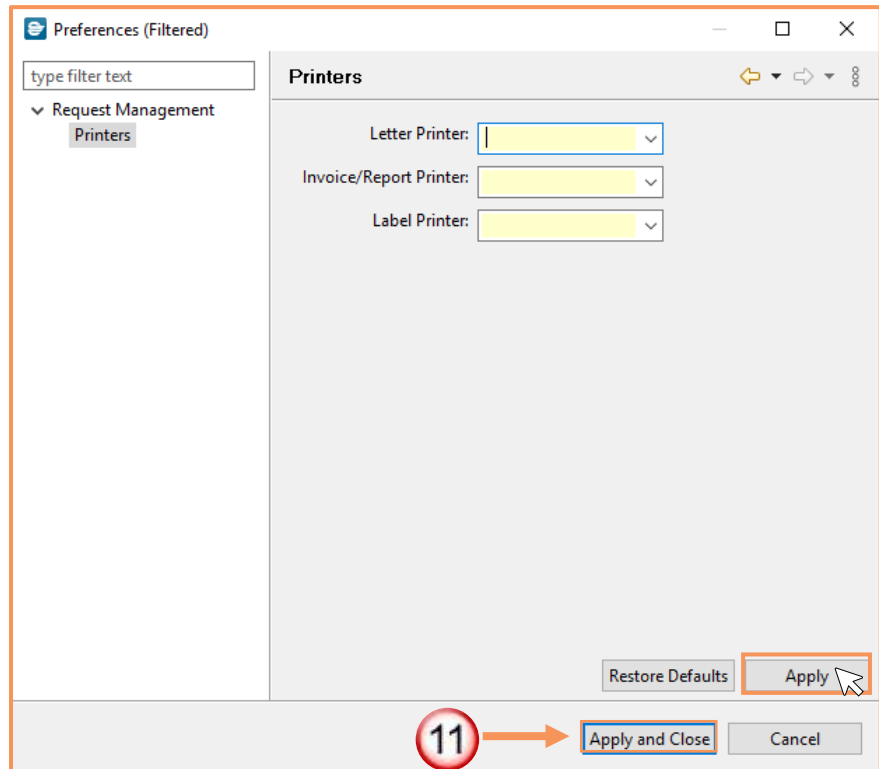 Preferences (Filtered)
type filter text
Request Management
Printers
Printers
Letter Printer:
Invoice/Report Printer:
Label Printer:
Restore Defaults
Apply
11
Apply and Close
Cancel